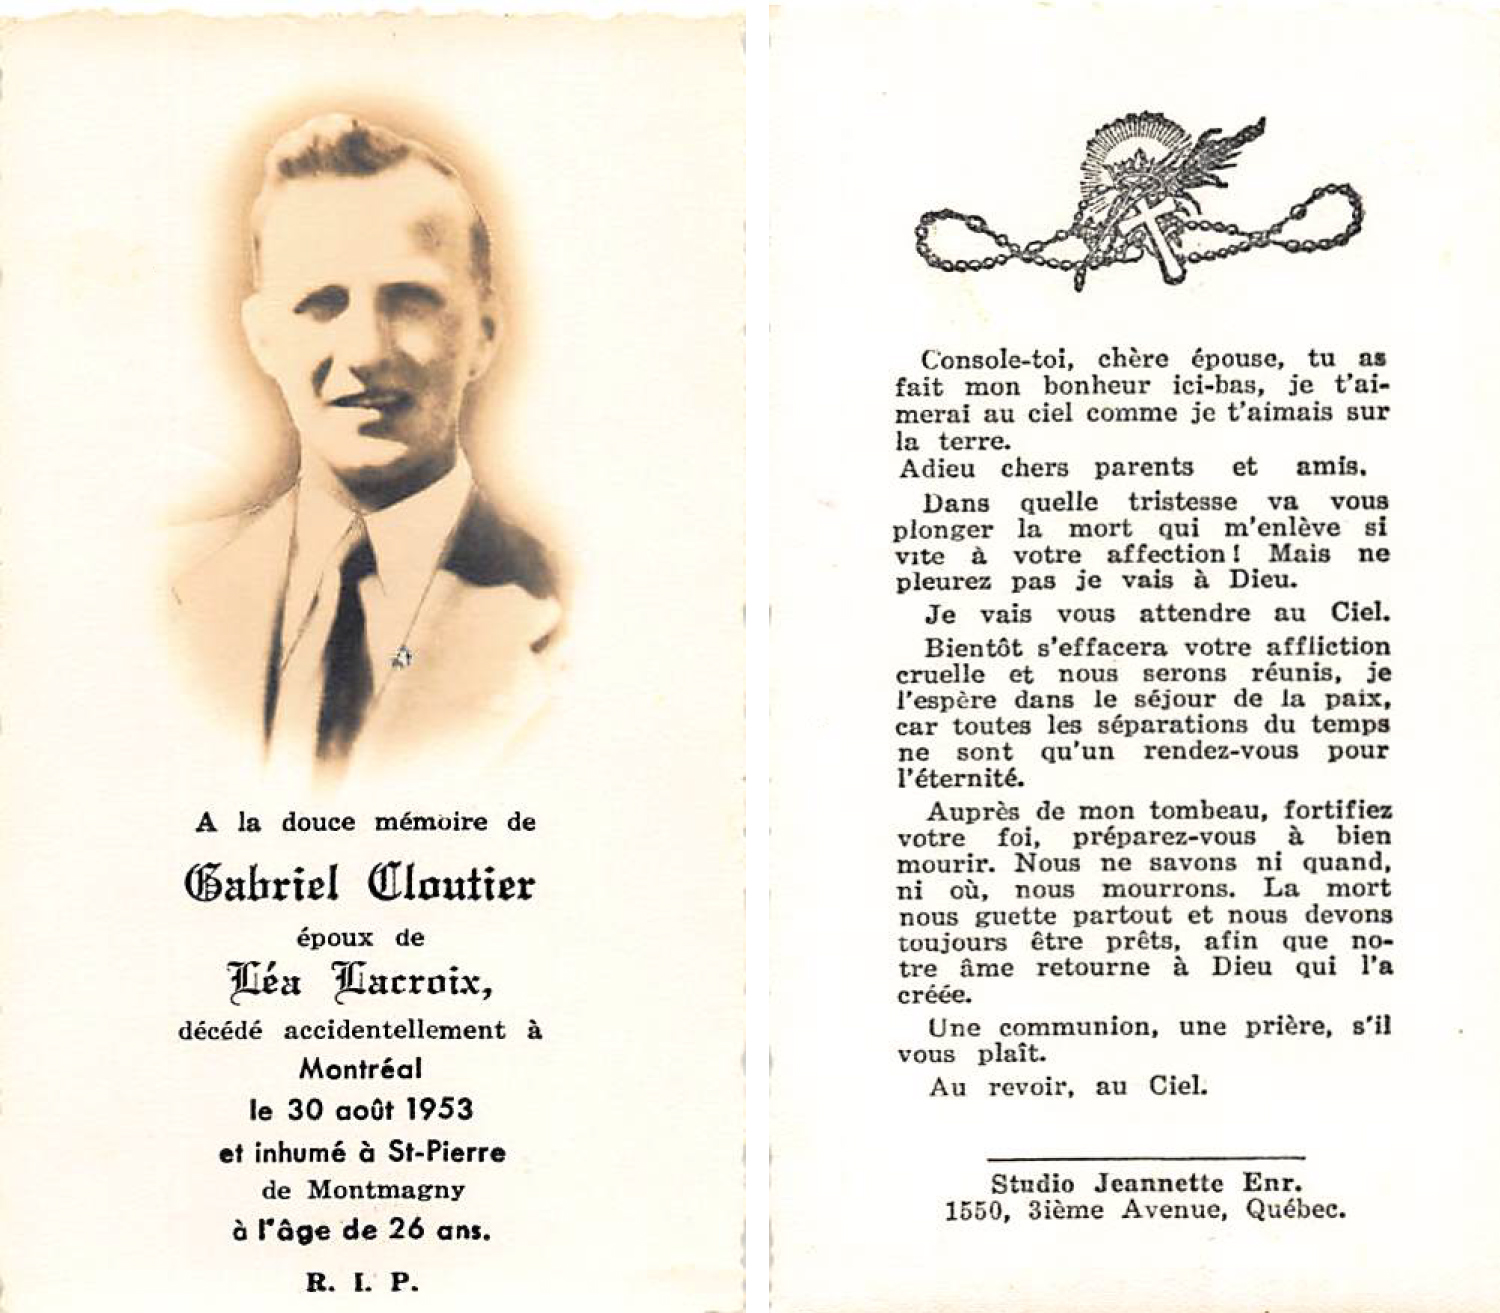 A la douce mémoire de
Gabriel Cloutier
époux de
Léa Lacroix,
décédé accidentellement à
Montréal
le 30 août 1953
et inhumé à St-Pierre
de Montmagny
à l'âge de 26 ans.
R. I. P.
Console-toi, chère épouse, tu as
fait mon bonheur ici-bas, je t'ai-
merai au ciel comme je t'aimais sur
la terre.
Adieu chers parents et amis.
Dans quelle tristesse va vous
plonger la mort qui m'enlève si
vite à votre affection! Mais ne
pleurez pas je vais à Dieu.
Je vais vous attendre au Ciel.
Bientôt s'effacera votre affliction
cruelle et nous serons réunis, je
l'espère dans le séjour de la paix,
car toutes les séparations du temps
ne sont qu'un rendez-vous pour
l'éternité.
Auprès de mon tombeau, fortifiez
votre foi, préparez-vous à bien
mourir. Nous ne savons ni quand,
ni où, nous mourrons. La mort
nous guette partout et nous devons
toujours être prêts, afin que no-
tre âme retourne à Dieu qui l'a
créée.
Une communion, une prière, s'il
vous plaît.
Au revoir, au Ciel.
Studio Jeannette Enr.
1550, 3ième Avenue, Québec.